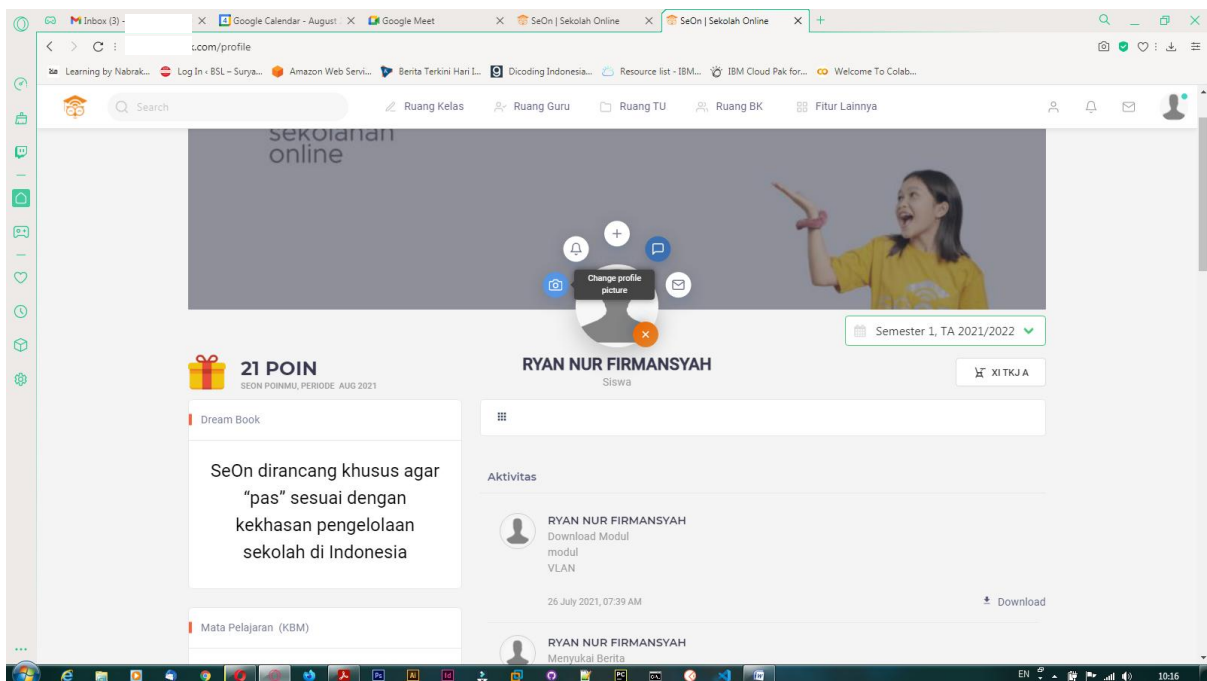 Inbox (3) -
Google Calendar - August
Google Meet
SeOn | Sekolah Online
SeOn | Sekolah Online
.com/profile
Learning by Nabrak...
Log In ‹ BSL – Surya...
Amazon Web Servi...
Berita Terkini Hari I...
Dicoding Indonesia...
Resource list - IBM...
IBM Cloud Pak for...
Welcome To Colab...
Search
Ruang Kelas
Ruang Guru
Ruang TU
Ruang BK
Fitur Lainnya
sekolahan
online
Change profile
picture
Semester 1, TA 2021/2022
21 POIN
SEON POINMU, PERIODE AUG 2021
RYAN NUR FIRMANSYAH
Siswa
XI TKJ A
Dream Book
SeOn dirancang khusus agar
“pas” sesuai dengan
kekhasan pengelolaan
sekolah di Indonesia
Aktivitas
RYAN NUR FIRMANSYAH
Download Modul
modul
VLAN
26 July 2021, 07:39 AM
Download
Mata Pelajaran (KBM)
RYAN NUR FIRMANSYAH
Menyukai Berita
EN
10:16